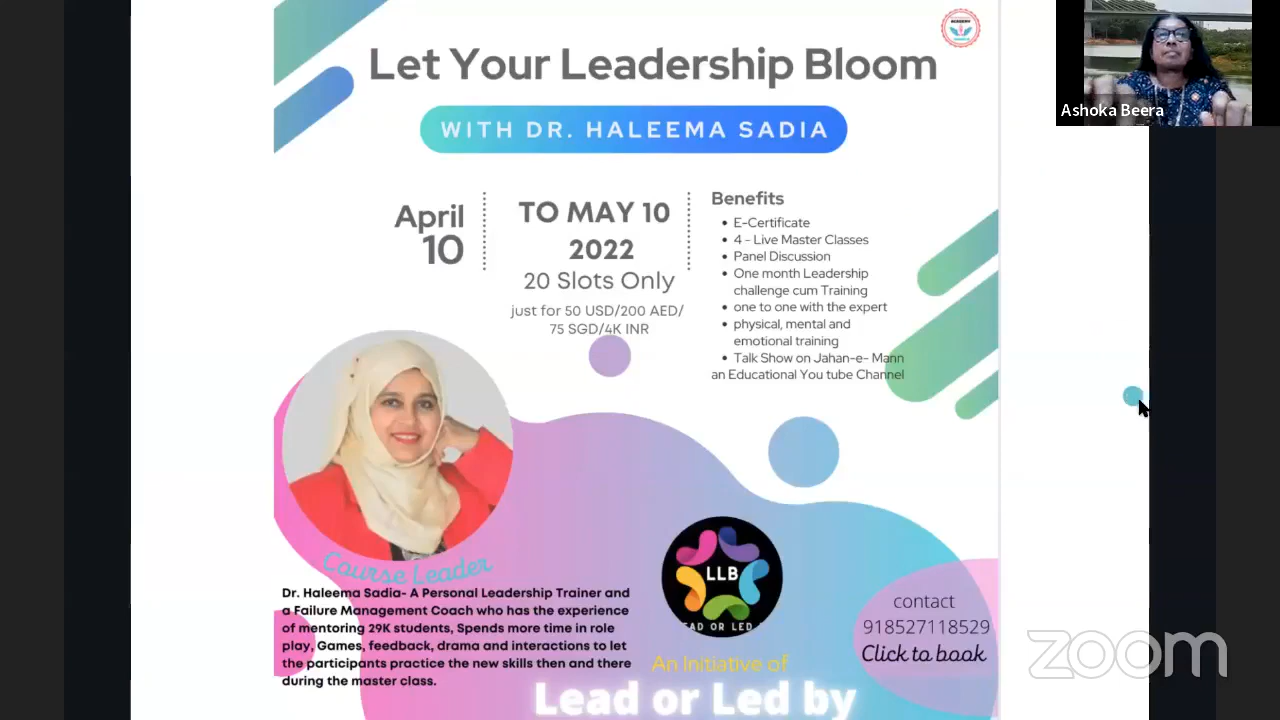 Let Your Leadership Bloom
WITH DR. HALEEMA SADIA
Ashoka Beera
April
10
TO MAY 10
2022
20 Slots Only
just for 50 USD/200 AED/
75 SGD/4K INR
Benefits
• E-Certificate
• 4 - Live Master Classes
• Panel Discussion
• One month Leadership
challenge cum Training
• one to one with the expert
• physical, mental and
emotional training
• Talk Show on Jahan-e- Mann
an Educational You tube Channel
Course Leader
Dr. Haleema Sadia- A Personal Leadership Trainer and
a Failure Management Coach who has the experience
of mentoring 29K students, Spends more time in role
play, Games, feedback, drama and interactions to let
the participants practice the new skills then and there
during the master class.
LLB
EAD OR LED
An Initiative of
Lead or Led by
contact
918527118529
Click to book
zoom